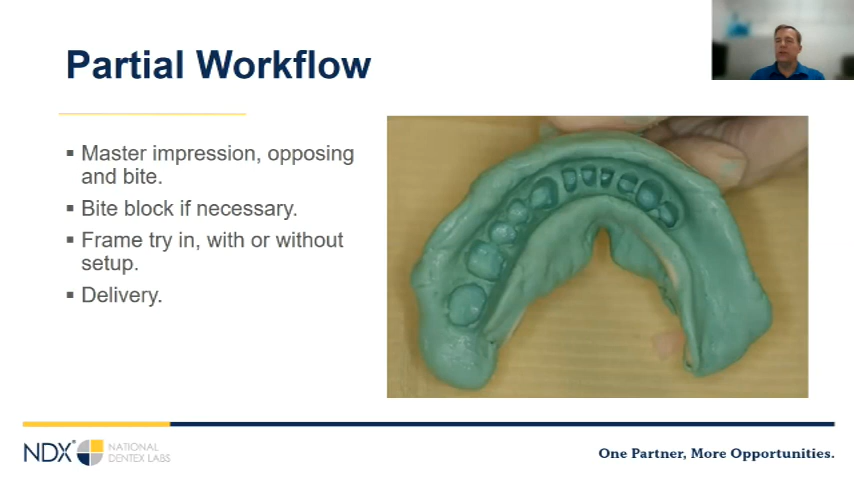 Partial Workflow
▪ Master impression, opposing
and bite.
▪ Bite block if necessary.
▪ Frame try in, with or without
setup.
▪ Delivery.
NDX® NATIONAL
DENTEX LABS
One Partner, More Opportunities.